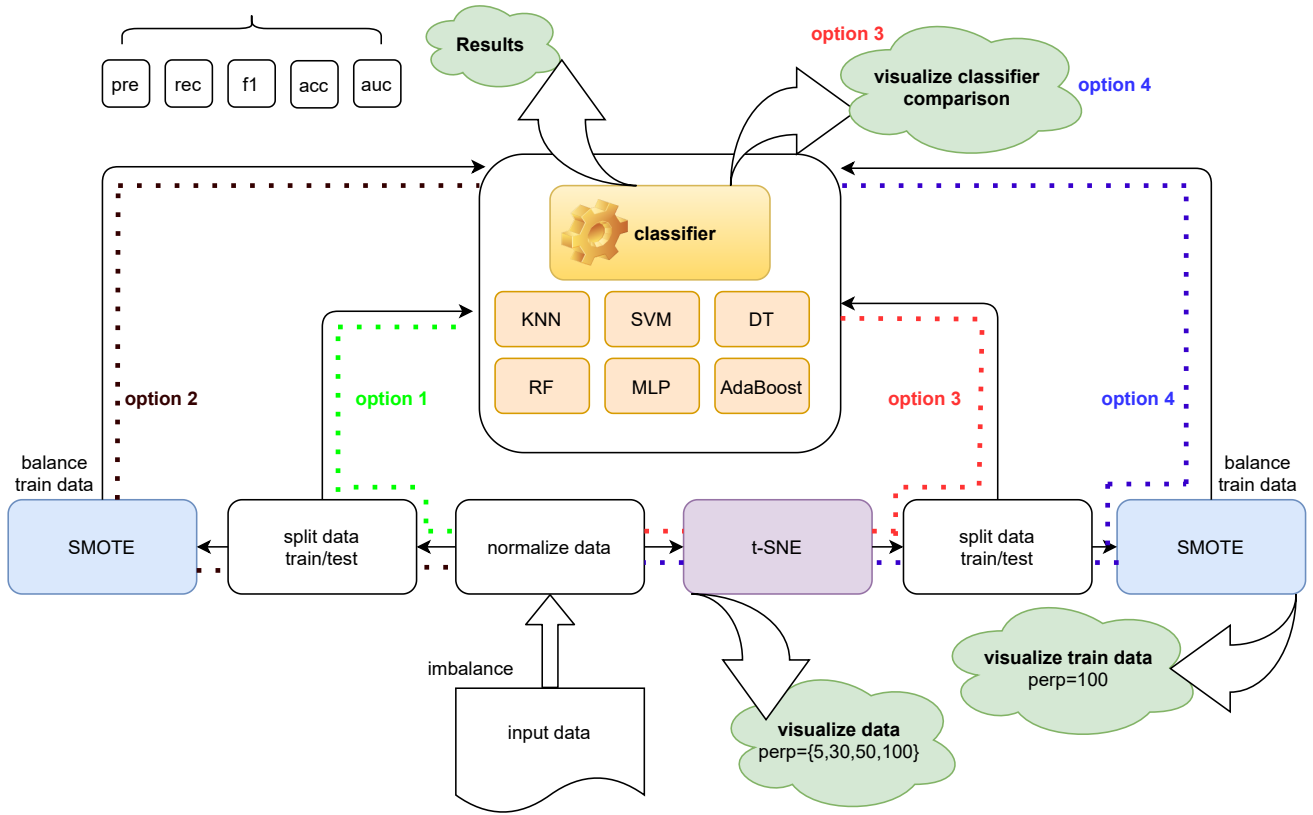 option 3
Results
visualize classifier
comparison
option 4
pre
rec
f1
acc
auc
classifier
KNN
SVM
DT
RF
MLP
AdaBoost
option 2
option 1
option 3
option 4
balance
train data
balance
train data
SMOTE
split data
train/test
normalize data
t-SNE
split data
train/test
SMOTE
imbalance
input data
visualize data
perp={5,30,50,100}
visualize train data
perp=100